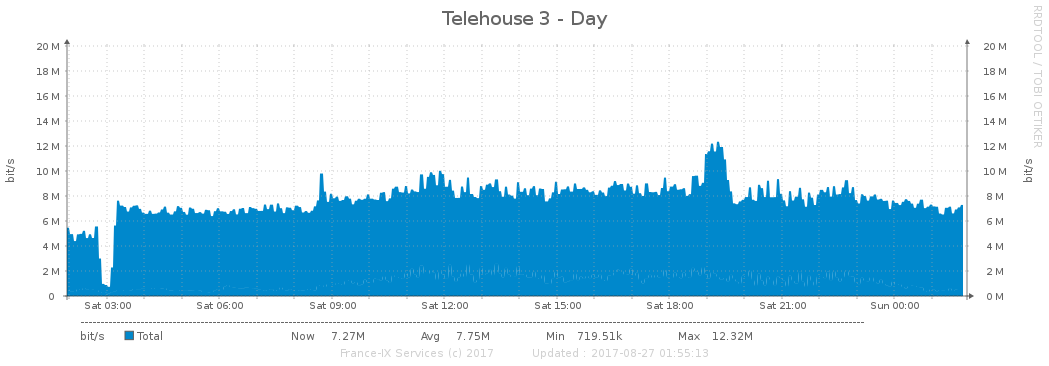 Telehouse 3 - Day
RRDTOOL / TOBI OETIKER
20 M 20 M
18 M 18 M
16 M 16 M
14 M 14 M
12 M 12 M
10 M 10 M
8 M 8 M
6 M 6 M
4 M 4 M
2 M 2 M
0 0 M
bit/s
bit/s
Sat 03:00 Sat 06:00 Sat 09:00 Sat 12:00 Sat 15:00 Sat 18:00 Sat 21:00 Sun 00:00
bit/s Total Now 7.27M Avg 7.75M Min 719.51k Max 12.32M
France-IX Services (c) 2017 Updated : 2017-08-27 01:55:13